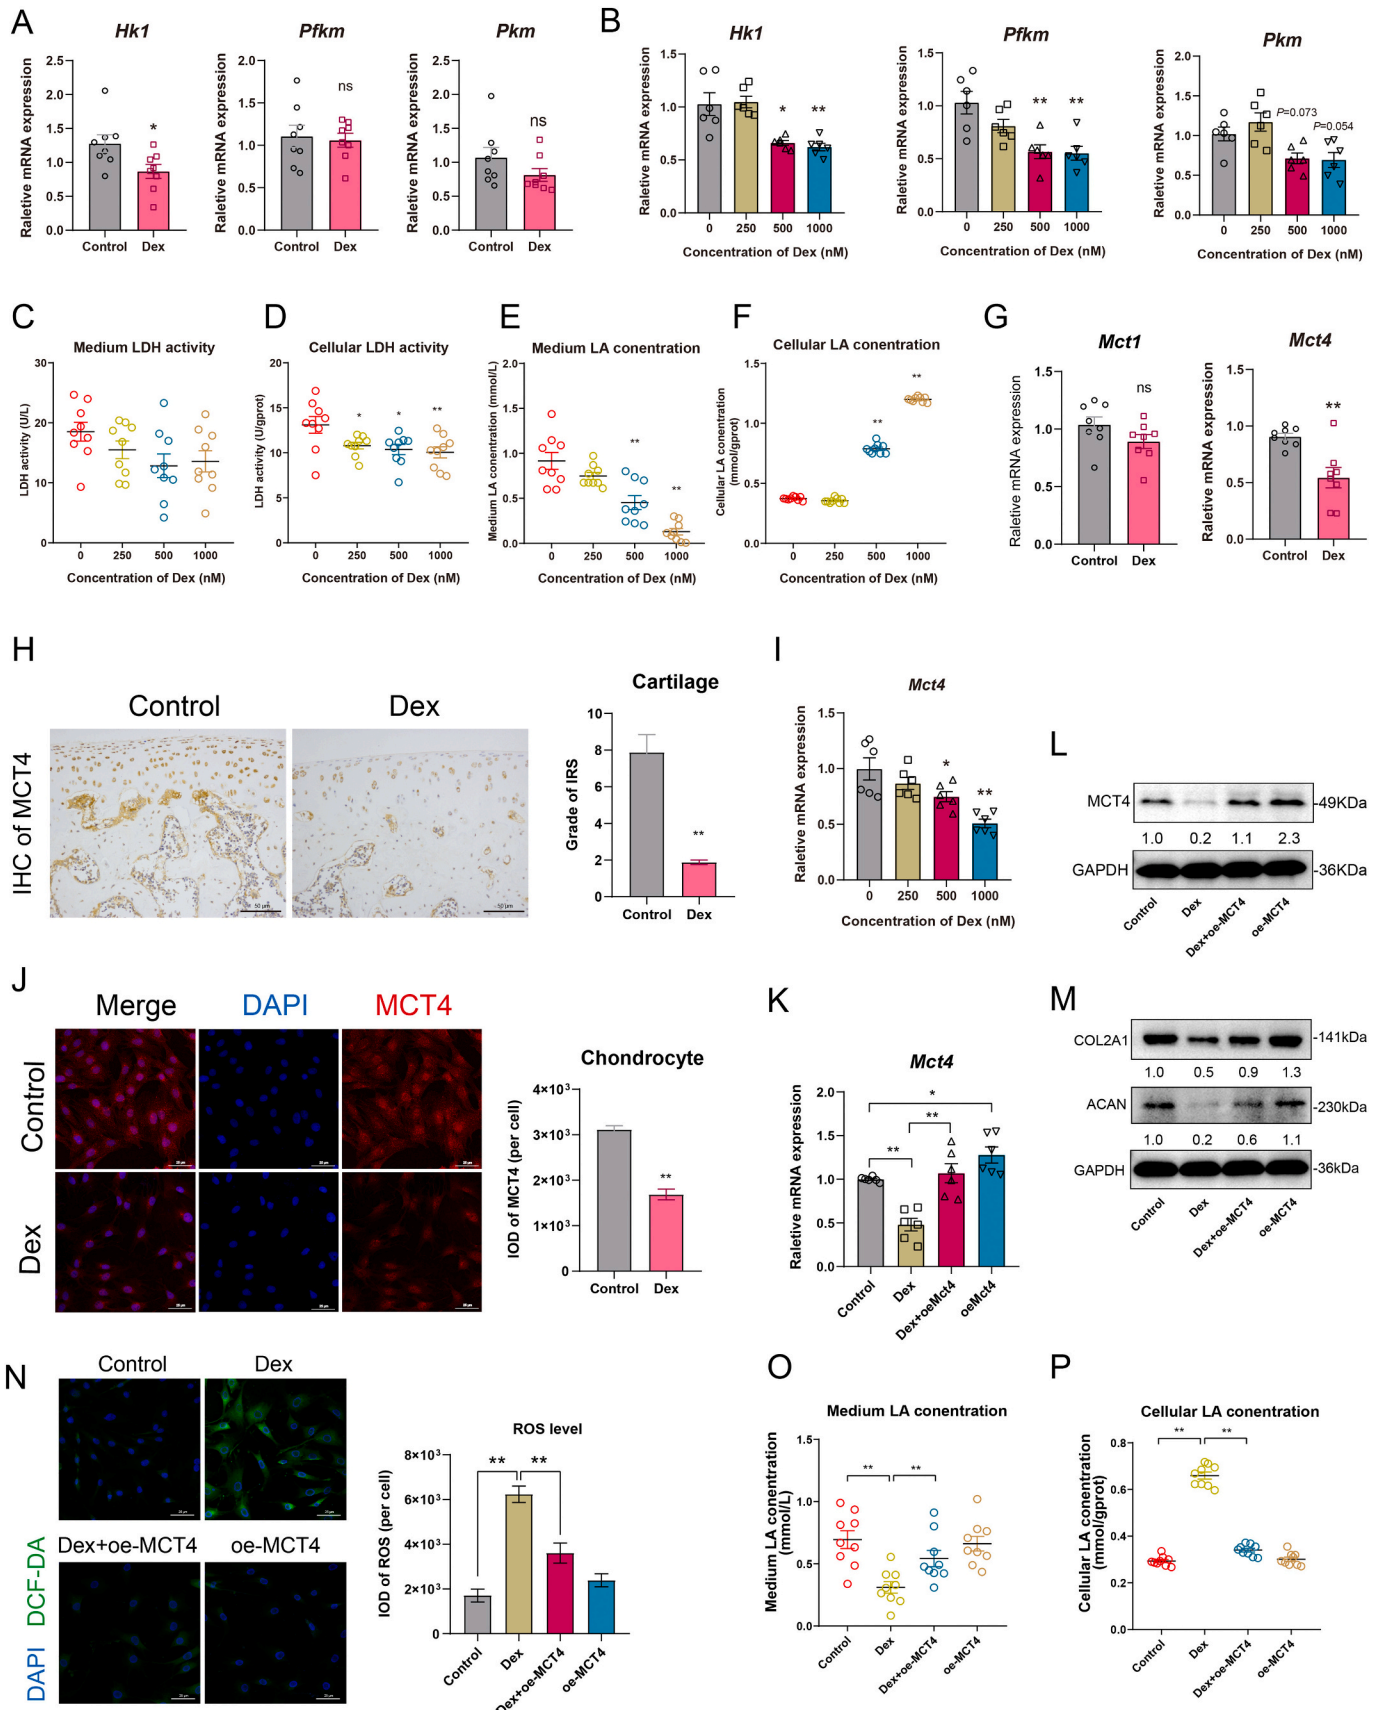 A
Hk1
Pfkm
Pkm
Raletive mRNA expression
2.5
2.0
1.5
1.0
0.5
0.0
*
Control
Dex
Raletive mRNA expression
2.0
1.5
1.0
0.5
0.0
ns
Control
Dex
Raletive mRNA expression
2.5
2.0
1.5
1.0
0.5
0.0
ns
Control
Dex
B
Hk1
Raletive mRNA expression
1.5
1.0
0.5
0.0
*
**
0
250
500
1000
Concentration of Dex (nM)
Pfkm
Raletive mRNA expression
1.5
1.0
0.5
0.0
**
**
0
250
500
1000
Concentration of Dex (nM)
Pkm
Raletive mRNA expression
2.0
1.5
1.0
0.5
0.0
P=0.073
P=0.054
0
250
500
1000
Concentration of Dex (nM)
C
Medium LDH activity
LDH activity (U/L)
30
20
10
0
0
250
500
1000
Concentration of Dex (nM)
D
Cellular LDH activity
LDH activity (U/gprot)
20
15
10
5
0
*
*
**
0
250
500
1000
Concentration of Dex (nM)
E
Medium LA conentration
Medium LA conentration (mmol/L)
2.0
1.5
1.0
0.5
0.0
**
**
0
250
500
1000
Concentration of Dex (nM)
F
Cellular LA conentration
Cellular LA conentration
(mmol/gprot)
1.5
1.0
0.5
0.0
**
**
0
250
500
1000
Concentration of Dex (nM)
G
Mct1
Raletive mRNA expression
1.5
1.0
0.5
0.0
ns
Control
Dex
Mct4
Raletive mRNA expression
1.5
1.0
0.5
0.0
**
Control
Dex
H
Control
Dex
IHC of MCT4
50 μm
50 μm
Cartilage
Grade of IRS
10
8
6
4
2
0
**
Control
Dex
I
Mct4
Raletive mRNA expression
1.5
1.0
0.5
0.0
*
**
0
250
500
1000
Concentration of Dex (nM)
L
MCT4
-49KDa
1.0
0.2
1.1
2.3
GAPDH
-36KDa
Control
Dex
Dex+oe-MCT4
oe-MCT4
J
Merge
DAPI
MCT4
Control
Dex
Chondrocyte
IOD of MCT4 (per cell)
4×10³
3×10³
2×10³
1×10³
0
**
Control
Dex
K
Mct4
Raletive mRNA expression
2.0
1.5
1.0
0.5
0.0
*
**
**
Control
Dex
Dex+oeMct4
oeMct4
M
COL2A1
-141kDa
1.0
0.5
0.9
1.3
ACAN
-230kDa
1.0
0.2
0.6
1.1
GAPDH
-36kDa
Control
Dex
Dex+oe-MCT4
oe-MCT4
N
Control
Dex
Dex+oe-MCT4
oe-MCT4
DAPI DCF-DA
ROS level
IOD of ROS (per cell)
8×10³
6×10³
4×10³
2×10³
0
**
**
Control
Dex
Dex+oe-MCT4
oe-MCT4
O
Medium LA conentration
Medium LA conentration
(mmol/L)
1.5
1.0
0.5
0.0
**
**
Control
Dex
Dex+oe-MCT4
oe-MCT4
P
Cellular LA conentration
Cellular LA conentration
(mmol/gprot)
0.8
0.6
0.4
0.2
0.0
**
**
Control
Dex
Dex+oe-MCT4
oe-MCT4